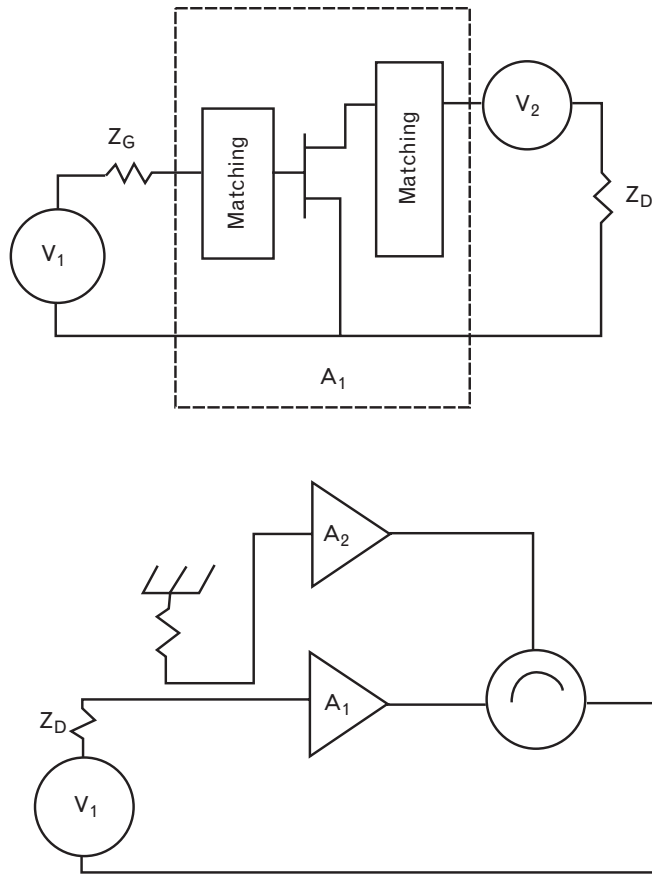 Z_G
Matching
Matching
V_2
Z_D
V_1
A_1
A_2
A_1
Z_D
V_1